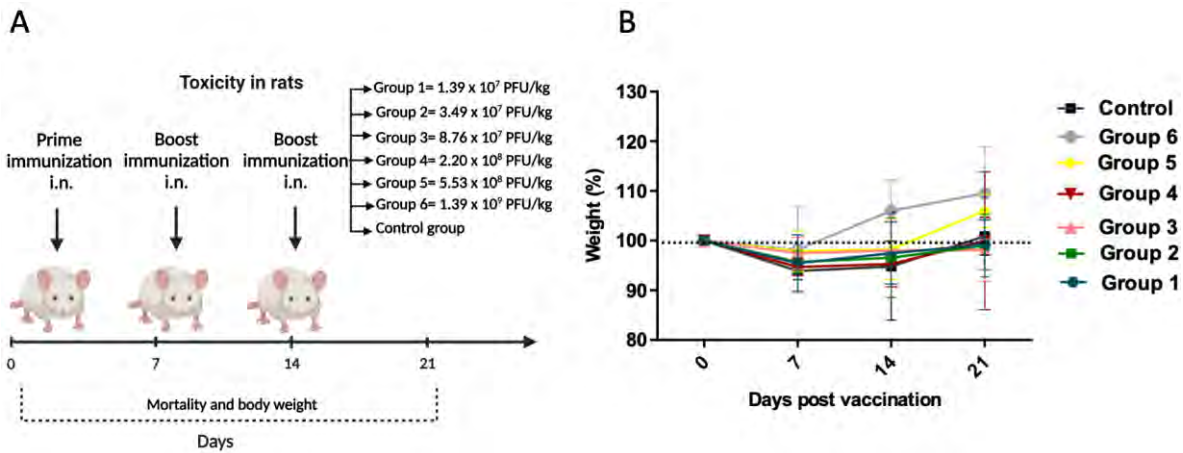 A
Toxicity in rats
Prime
immunization
i.n.
Boost
immunization
i.n.
Boost
immunization
i.n.
Group 1= 1.39 x 10⁷ PFU/kg
Group 2= 3.49 x 10⁷ PFU/kg
Group 3= 8.76 x 10⁷ PFU/kg
Group 4= 2.20 x 10⁸ PFU/kg
Group 5= 5.53 x 10⁸ PFU/kg
Group 6= 1.39 x 10⁹ PFU/kg
Control group
0 7 14 21
Mortality and body weight
Days
B
130
120
110
100
90
80
Weight (%)
0 7 14 21
Days post vaccination
Control
Group 6
Group 5
Group 4
Group 3
Group 2
Group 1